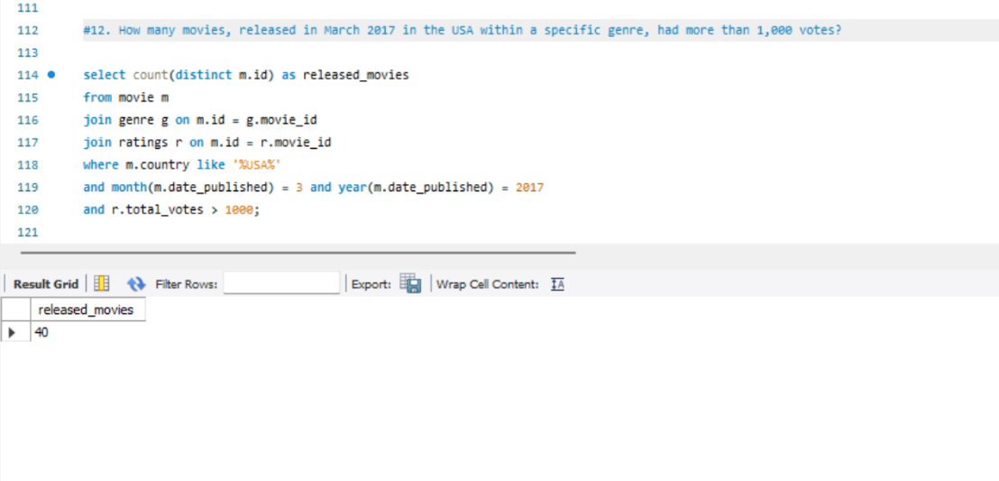 111
112 #12. How many movies, released in March 2017 in the USA within a specific genre, had more than 1,000 votes?
113
114 select count(distinct m.id) as released_movies
115 from movie m
116 join genre g on m.id = g.movie_id
117 join ratings r on m.id = r.movie_id
118 where m.country like '%USA%'
119 and month(m.date_published) = 3 and year(m.date_published) = 2017
120 and r.total_votes > 1000;
121
Result Grid Filter Rows: Export: Wrap Cell Content: IA
released_movies
40